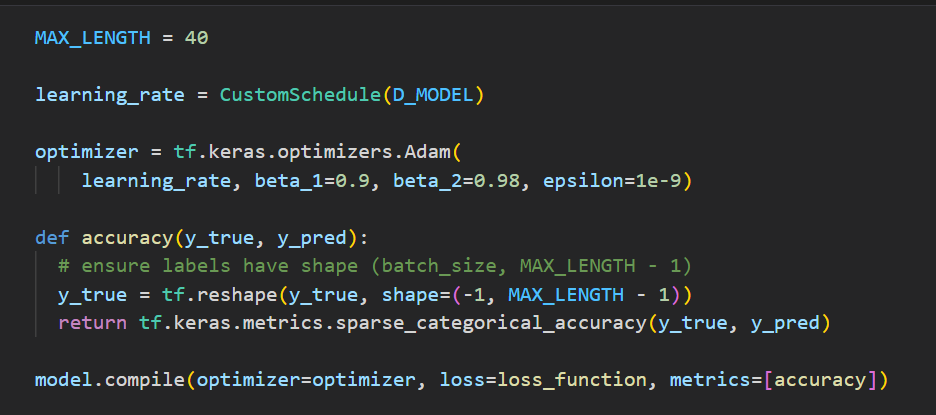 MAX_LENGTH = 40
learning_rate = CustomSchedule(D_MODEL)
optimizer = tf.keras.optimizers.Adam(
    learning_rate, beta_1=0.9, beta_2=0.98, epsilon=1e-9)
def accuracy(y_true, y_pred):
  # ensure labels have shape (batch_size, MAX_LENGTH - 1)
  y_true = tf.reshape(y_true, shape=(-1, MAX_LENGTH - 1))
  return tf.keras.metrics.sparse_categorical_accuracy(y_true, y_pred)
model.compile(optimizer=optimizer, loss=loss_function, metrics=[accuracy])